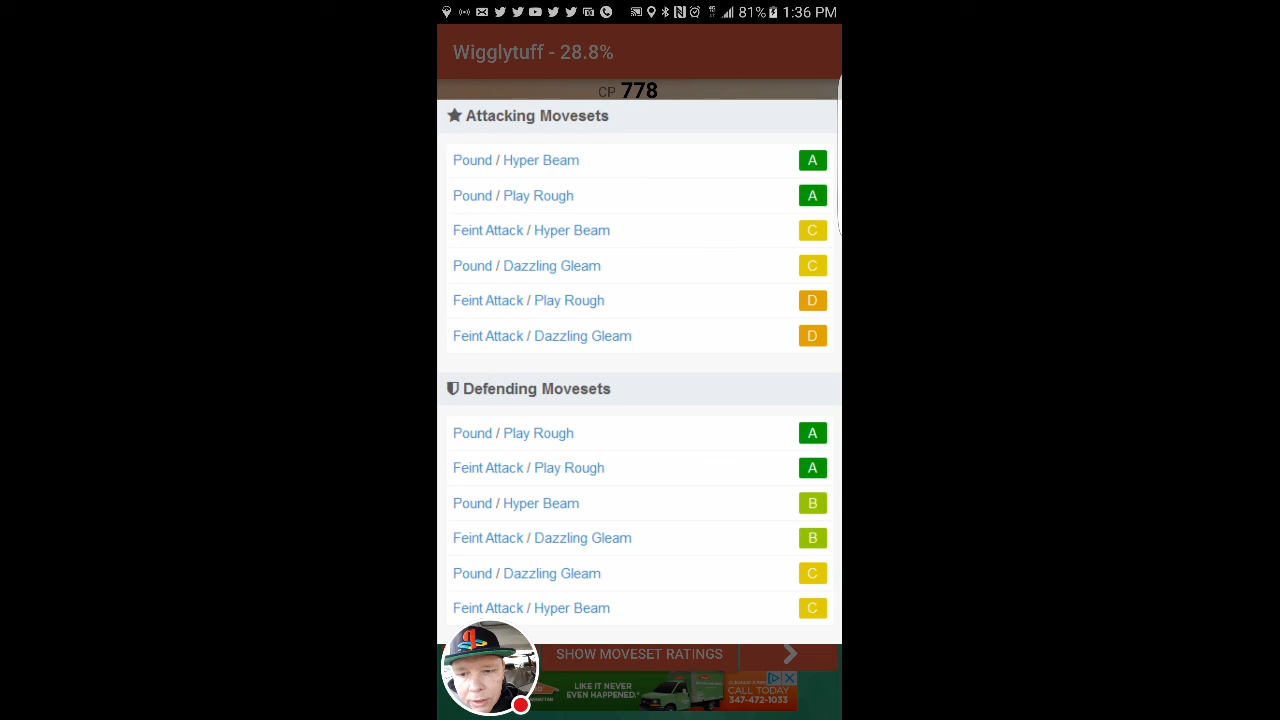 81% 1:36 PM
Wigglytuff - 28.8%
CP 778
Attacking Movesets
Pound / Hyper Beam A
Pound / Play Rough A
Feint Attack / Hyper Beam C
Pound / Dazzling Gleam C
Feint Attack / Play Rough D
Feint Attack / Dazzling Gleam D
Defending Movesets
Pound / Play Rough A
Feint Attack / Play Rough A
Pound / Hyper Beam B
Feint Attack / Dazzling Gleam B
Pound / Dazzling Gleam C
Feint Attack / Hyper Beam C
SHOW MOVESET RATINGS
LIKE IT NEVER
EVEN HAPPENED.
CALL TODAY
347-472-1033